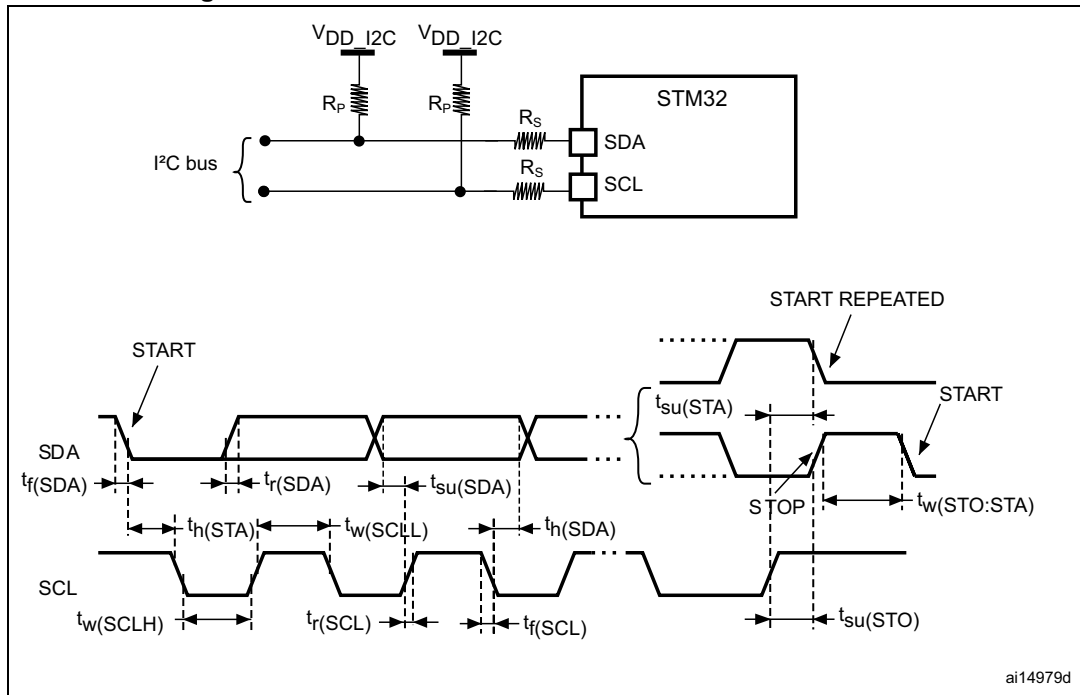 VDD_I2C VDD_I2C
RP RP
STM32
RS
SDA
I²C bus
RS
SCL
START REPEATED
START
tsu(STA)
START
SDA
tf(SDA) tr(SDA) tsu(SDA)
STOP
tw(STO:STA)
th(STA) tw(SCLL) th(SDA)
SCL
tw(SCLH) tr(SCL) tf(SCL) tsu(STO)
ai14979d